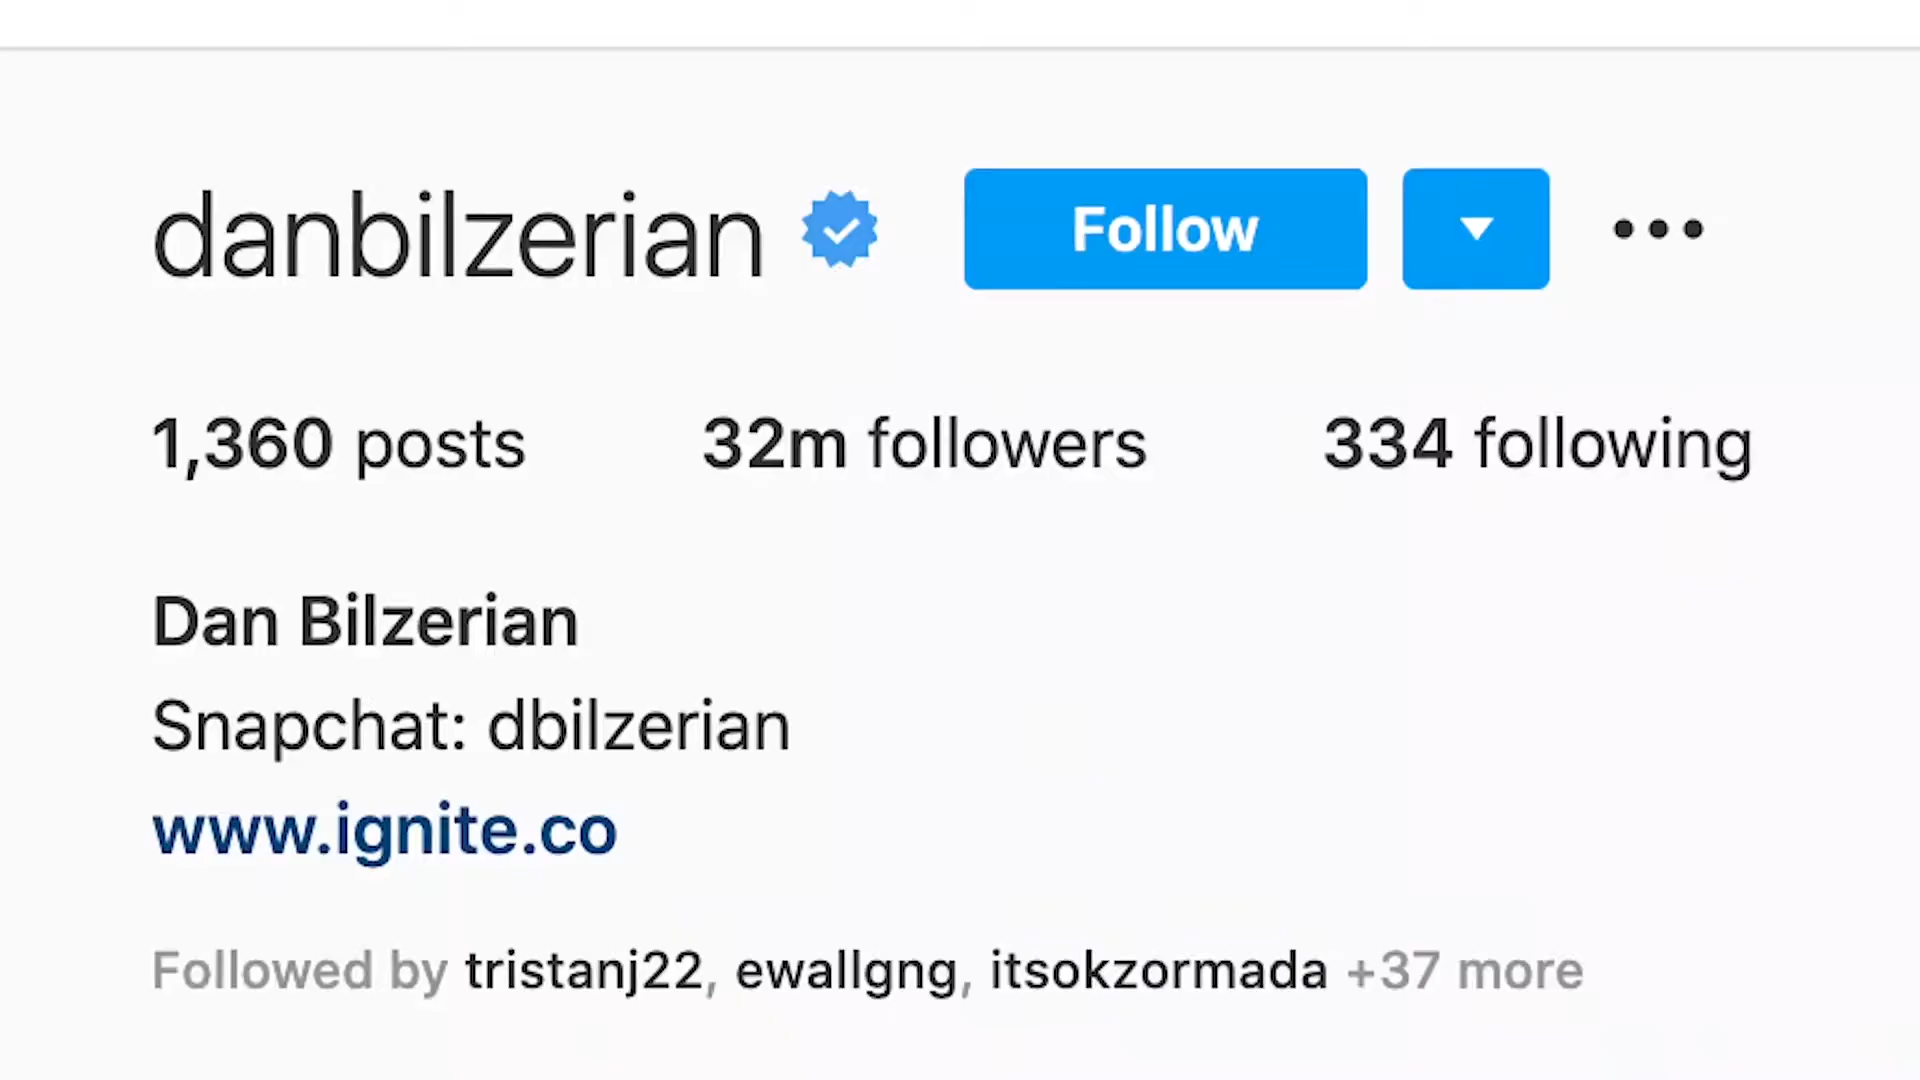 danbilzerian Follow
1,360 posts 32m followers 334 following
Dan Bilzerian
Snapchat: dbilzerian
www.ignite.co
Followed by tristanj22, ewallgng, itsokzormada +37 more